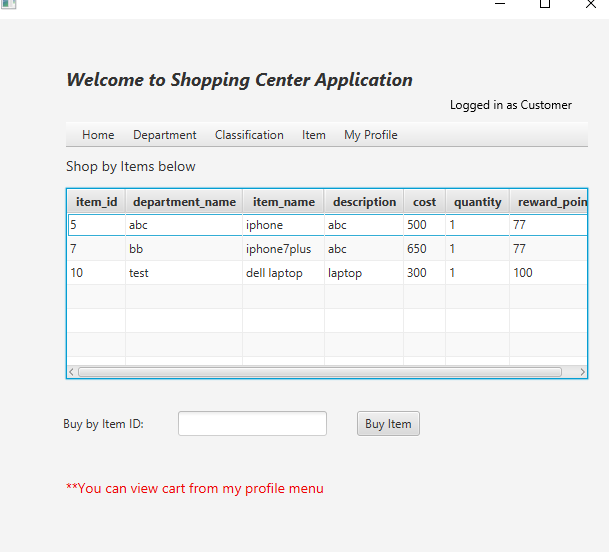 Welcome to Shopping Center Application
Logged in as Customer
Home Department Classification Item My Profile
Shop by Items below
item_id department_name item_name description cost quantity reward_poin
5 abc iphone abc 500 1 77
7 bb iphone7plus abc 650 1 77
10 test dell laptop laptop 300 1 100
Buy by Item ID: Buy Item
**You can view cart from my profile menu